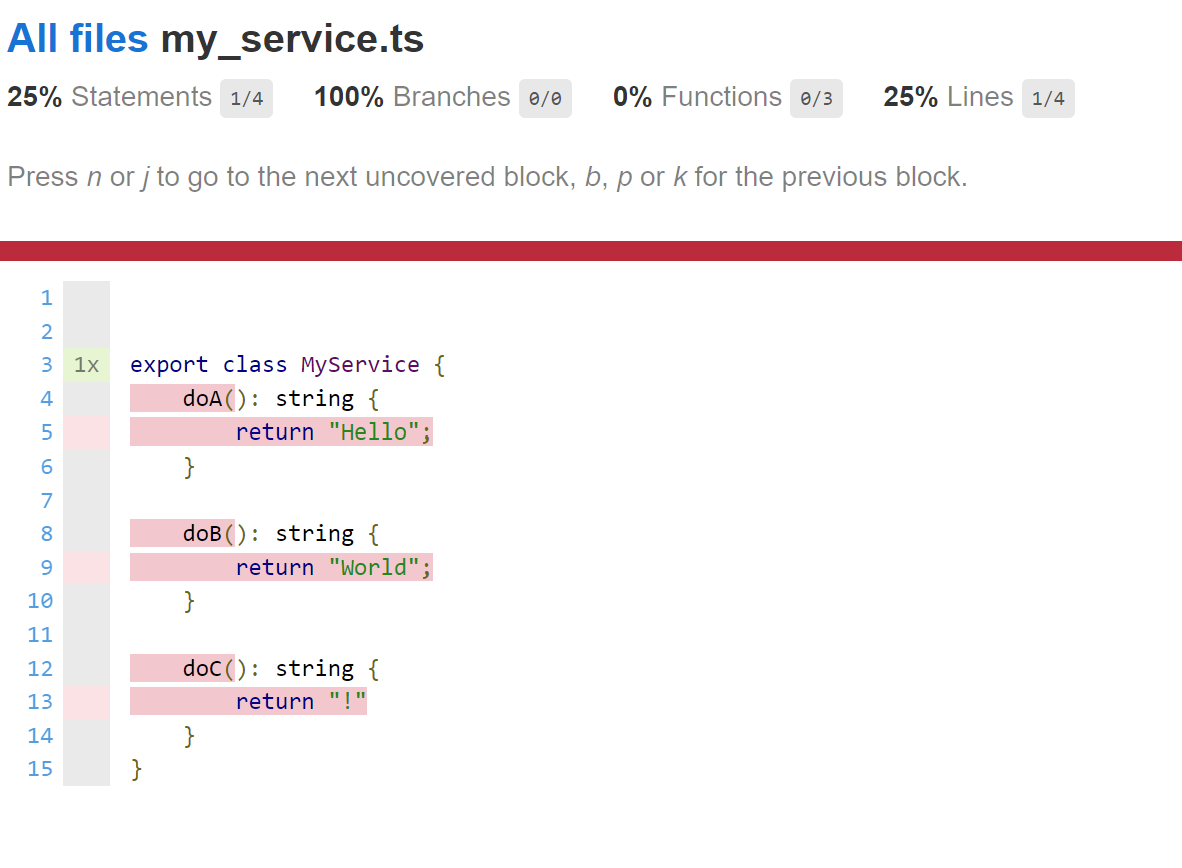 All files my_service.ts
25% Statements 1/4 100% Branches 0/0 0% Functions 0/3 25% Lines 1/4
Press n or j to go to the next uncovered block, b, p or k for the previous block.
1
2
3 1x export class MyService {
4 doA(): string {
5 return "Hello";
6 }
7
8 doB(): string {
9 return "World";
10 }
11
12 doC(): string {
13 return "!"
14 }
15 }